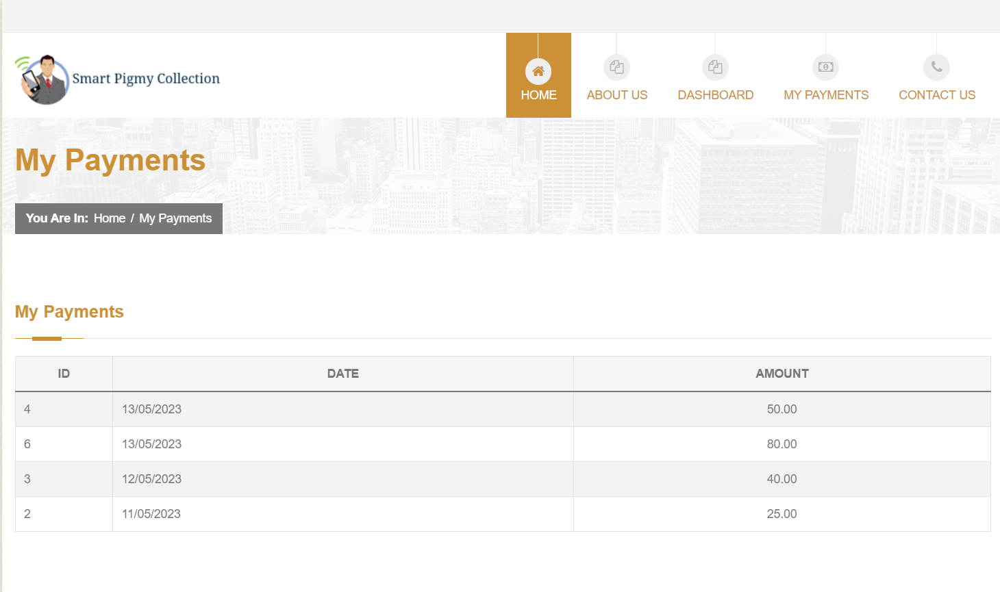 Smart Pigmy Collection
HOME
ABOUT US
DASHBOARD
MY PAYMENTS
CONTACT US
My Payments
You Are In: Home / My Payments
My Payments
ID DATE AMOUNT
4 13/05/2023 50.00
6 13/05/2023 80.00
3 12/05/2023 40.00
2 11/05/2023 25.00